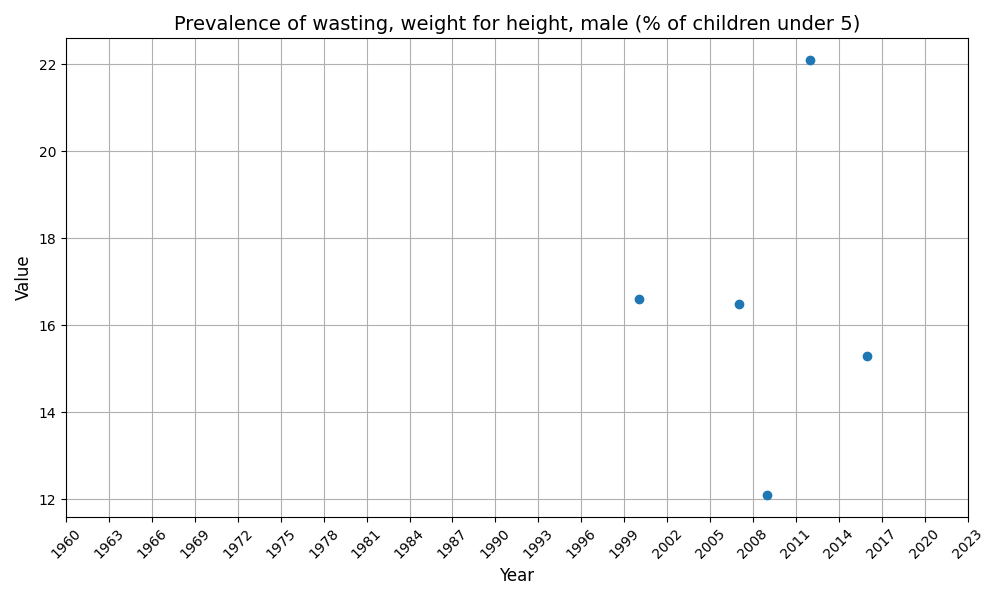 Prevalence of wasting, weight for height, male (% of children under 5)
22
20
18
16
14
12
Value
1960 1963 1966 1969 1972 1975 1978 1981 1984 1987 1990 1993 1996 1999 2002 2005 2008 2011 2014 2017 2020 2023
Year